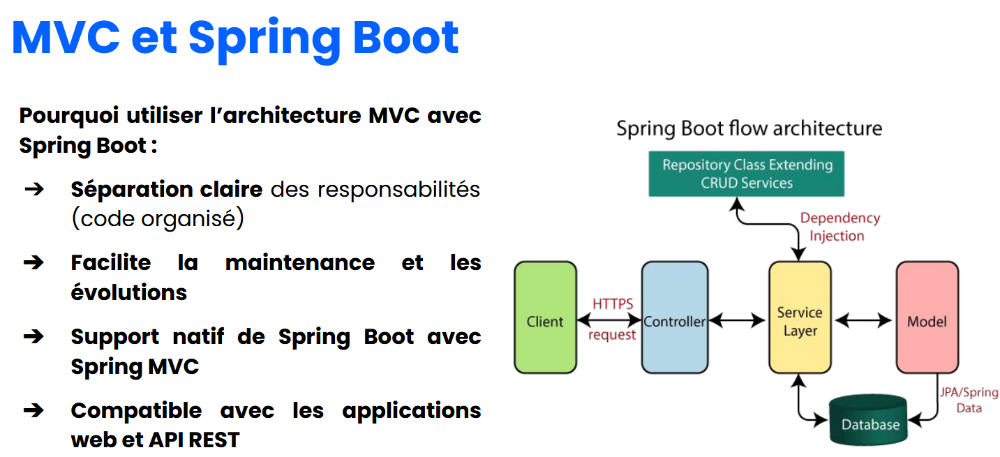 MVC et Spring Boot
Pourquoi utiliser l’architecture MVC avec
Spring Boot :
➔ Séparation claire des responsabilités
(code organisé)
➔ Facilite la maintenance et les
évolutions
➔ Support natif de Spring Boot avec
Spring MVC
➔ Compatible avec les applications
web et API REST
Spring Boot flow architecture
Repository Class Extending
CRUD Services
Dependency
Injection
Client
HTTPS
request
Controller
Service
Layer
Model
JPA/Spring
Data
Database